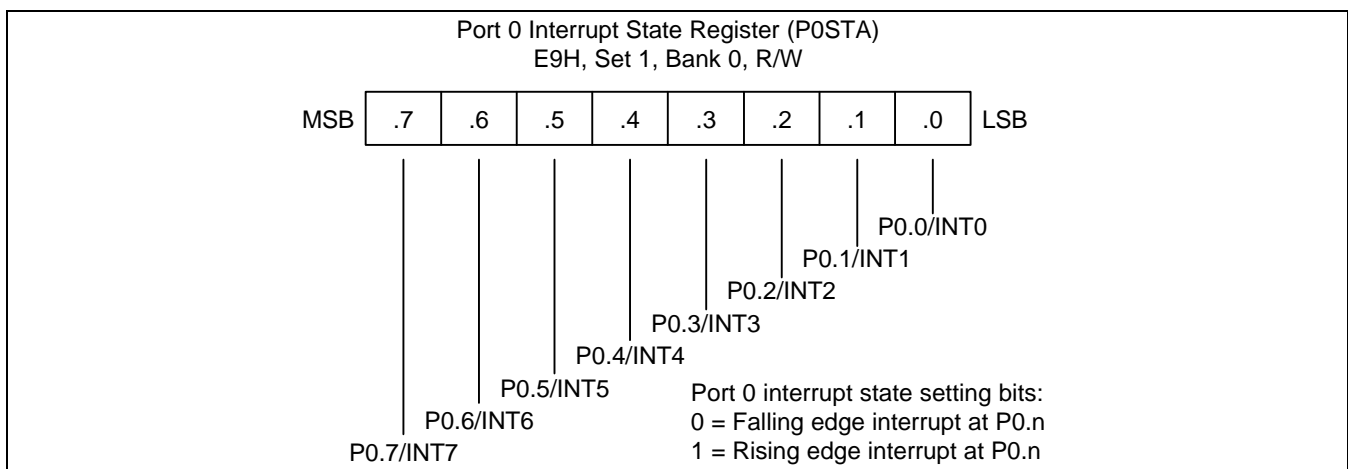 Port 0 Interrupt State Register (P0STA)
E9H, Set 1, Bank 0, R/W
MSB .7 .6 .5 .4 .3 .2 .1 .0 LSB
P0.0/INT0
P0.1/INT1
P0.2/INT2
P0.3/INT3
P0.4/INT4
P0.5/INT5
P0.6/INT6
P0.7/INT7
Port 0 interrupt state setting bits:
0 = Falling edge interrupt at P0.n
1 = Rising edge interrupt at P0.n